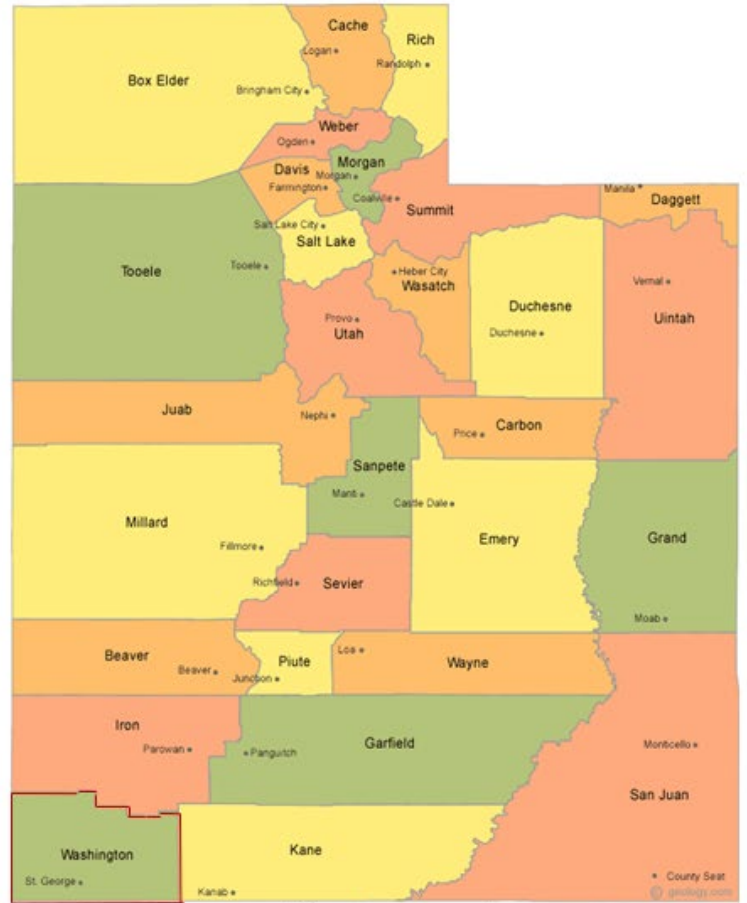 Cache
Rich
Logan
Randolph
Box Elder
Bringham City
Weber
Ogden
Morgan
Davis
Morgan
Farmington
Coalville
Summit
Manila
Daggett
Salt Lake City
Salt Lake
Tooele
Tooele
Heber City
Wasatch
Vernal
Duchesne
Uintah
Provo
Utah
Duchesne
Juab
Nephi
Carbon
Price
Sanpete
Manti
Castle Dale
Millard
Emery
Grand
Fillmore
Richfield
Sevier
Moab
Beaver
Loa
Piute
Wayne
Beaver
Junction
Iron
Parowan
Panguitch
Garfield
Monticello
San Juan
Washington
Kane
St. George
Kanab
County Seat
© geology.com